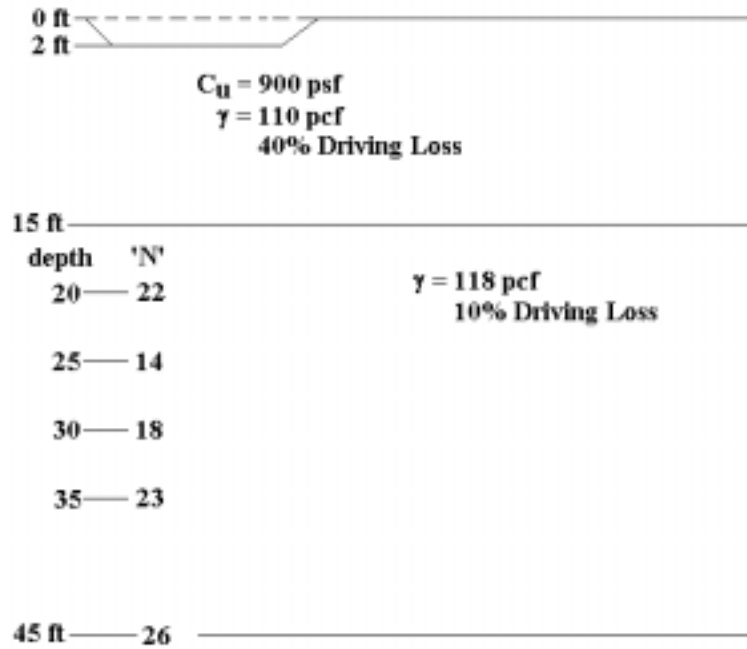 0 ft
2 ft
Cu = 900 psf
γ = 110 pcf
40% Driving Loss
15 ft
depth 'N'
γ = 118 pcf
20 22
10% Driving Loss
25 14
30 18
35 23
45 ft 26